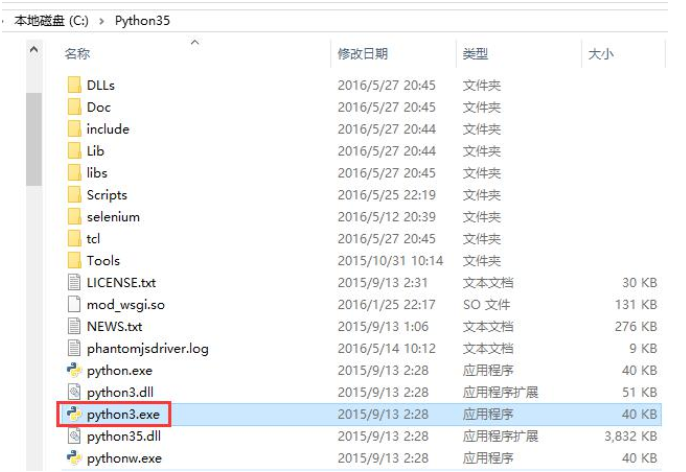 本地磁盘 (C:) › Python35
名称 修改日期 类型 大小
DLLs 2016/5/27 20:45 文件夹
Doc 2016/5/27 20:45 文件夹
include 2016/5/27 20:44 文件夹
Lib 2016/5/27 20:44 文件夹
libs 2016/5/27 20:45 文件夹
Scripts 2016/5/25 22:19 文件夹
selenium 2016/5/12 20:39 文件夹
tcl 2016/5/27 20:45 文件夹
Tools 2015/10/31 10:14 文件夹
LICENSE.txt 2015/9/13 2:31 文本文档 30 KB
mod_wsgi.so 2016/1/25 22:17 SO 文件 131 KB
NEWS.txt 2015/9/13 1:06 文本文档 276 KB
phantomjsdriver.log 2016/5/14 10:12 文本文档 9 KB
python.exe 2015/9/13 2:28 应用程序 40 KB
python3.dll 2015/9/13 2:28 应用程序扩展 51 KB
python3.exe 2015/9/13 2:28 应用程序 40 KB
python35.dll 2015/9/13 2:28 应用程序扩展 3,832 KB
pythonw.exe 2015/9/13 2:28 应用程序 40 KB